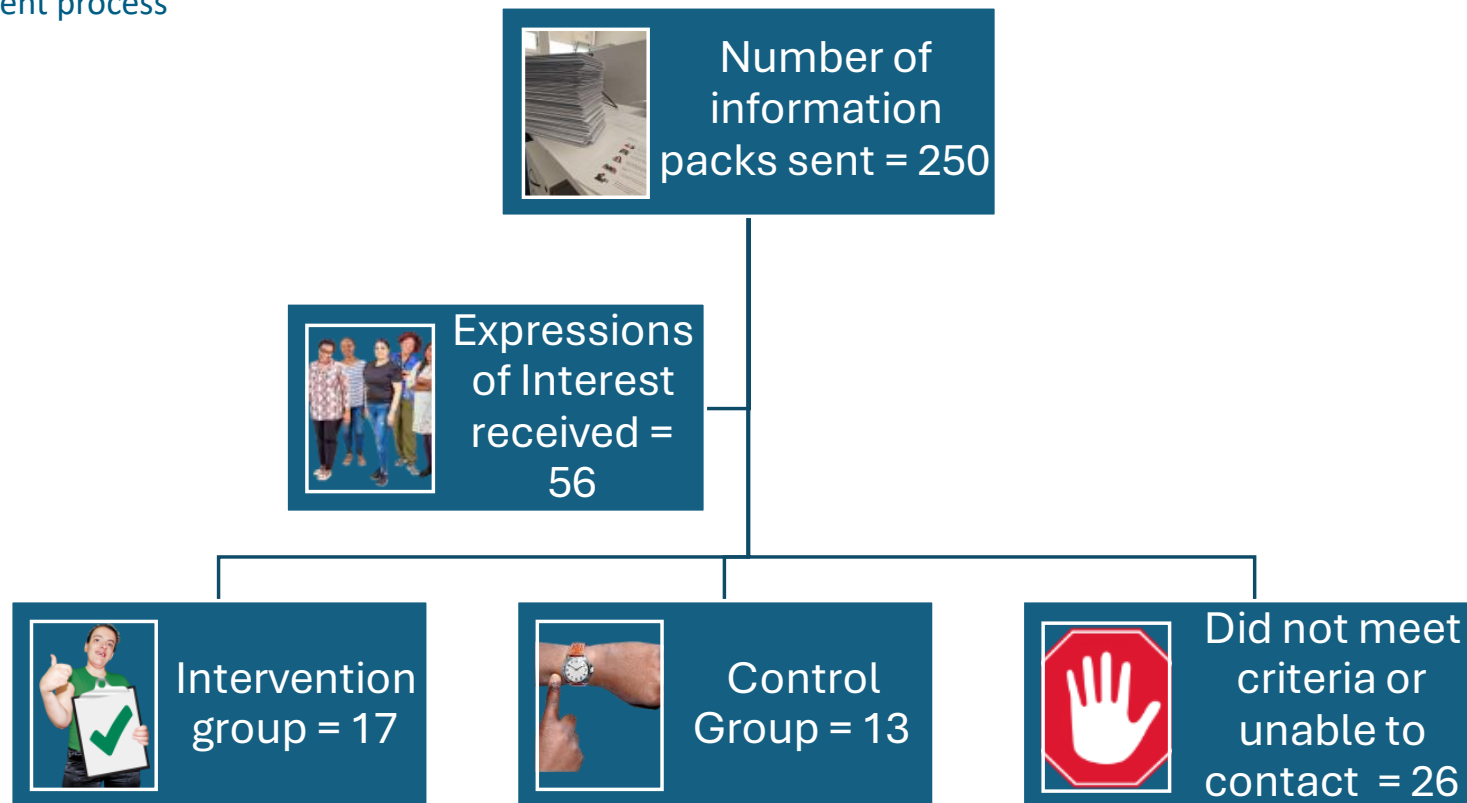 ent process
Number of
information
packs sent = 250
Expressions
of Interest
received =
56
Intervention
group = 17
Control
Group = 13
Did not meet
criteria or
unable to
contact = 26